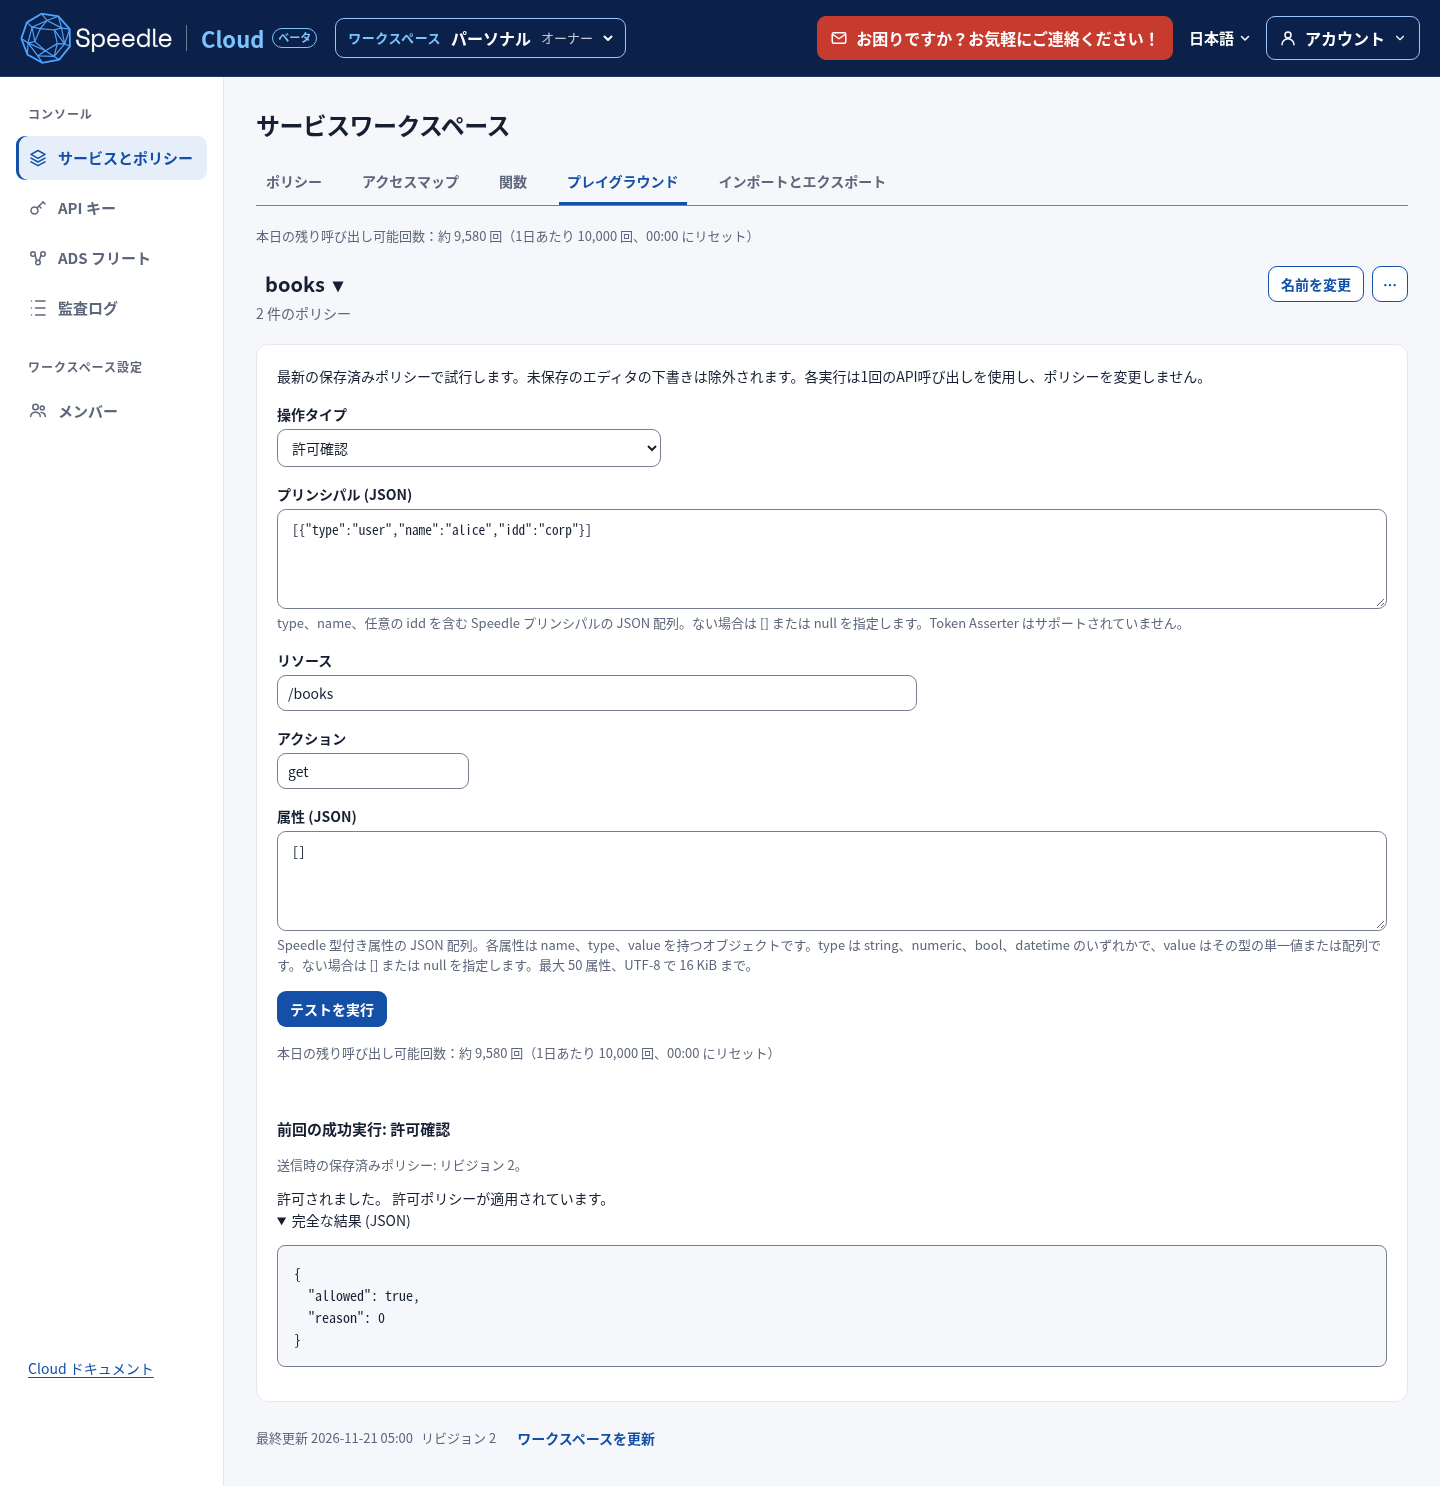 Speedle Cloud ベータ ワークスペース パーソナル オーナー お困りですか？お気軽にご連絡ください！ 日本語 アカウント
コンソール
サービスとポリシー
API キー
ADS フリート
監査ログ
ワークスペース設定
メンバー
Cloud ドキュメント
サービスワークスペース
ポリシー アクセスマップ 関数 プレイグラウンド インポートとエクスポート
本日の残り呼び出し可能回数：約 9,580 回（1日あたり 10,000 回、00:00 にリセット）
books ▼ 名前を変更 …
2 件のポリシー
最新の保存済みポリシーで試行します。未保存のエディタの下書きは除外されます。各実行は1回のAPI呼び出しを使用し、ポリシーを変更しません。
操作タイプ
許可確認
プリンシパル (JSON)
[{"type":"user","name":"alice","idd":"corp"}]
type、name、任意の idd を含む Speedle プリンシパルの JSON 配列。ない場合は [] または null を指定します。Token Asserter はサポートされていません。
リソース
/books
アクション
get
属性 (JSON)
[]
Speedle 型付き属性の JSON 配列。各属性は name、type、value を持つオブジェクトです。type は string、numeric、bool、datetime のいずれかで、value はその型の単一値または配列で
す。ない場合は [] または null を指定します。最大 50 属性、UTF-8 で 16 KiB まで。
テストを実行
本日の残り呼び出し可能回数：約 9,580 回（1日あたり 10,000 回、00:00 にリセット）
前回の成功実行: 許可確認
送信時の保存済みポリシー: リビジョン 2。
許可されました。 許可ポリシーが適用されています。
▼ 完全な結果 (JSON)
{
"allowed": true,
"reason": 0
}
最終更新 2026-11-21 05:00 リビジョン 2 ワークスペースを更新